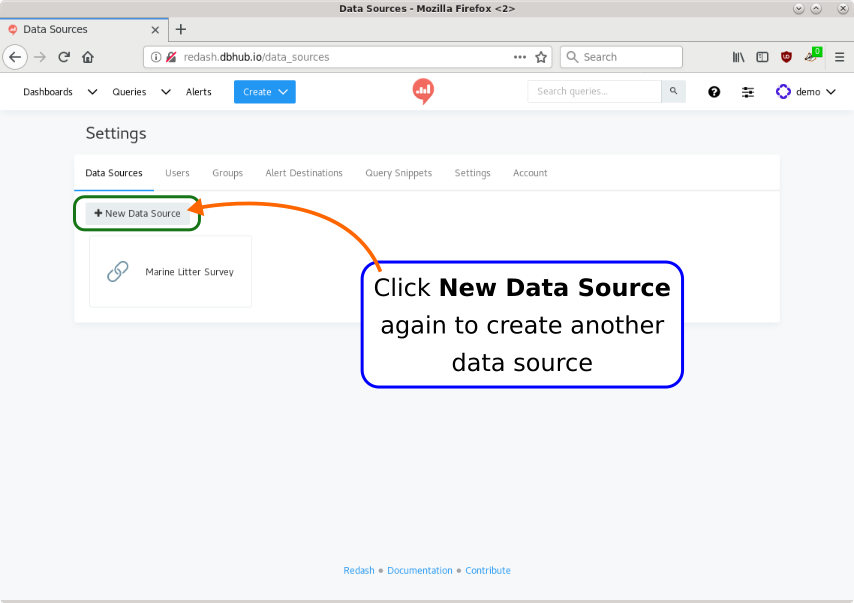 Data Sources - Mozilla Firefox <2>
Data Sources
redash.dbhub.io/data_sources
Search
0
Dashboards
Queries
Alerts
Create
Search queries...
demo
Settings
Data Sources
Users
Groups
Alert Destinations
Query Snippets
Settings
Account
New Data Source
Marine Litter Survey
Click New Data Source
again to create another
data source
Redash • Documentation • Contribute